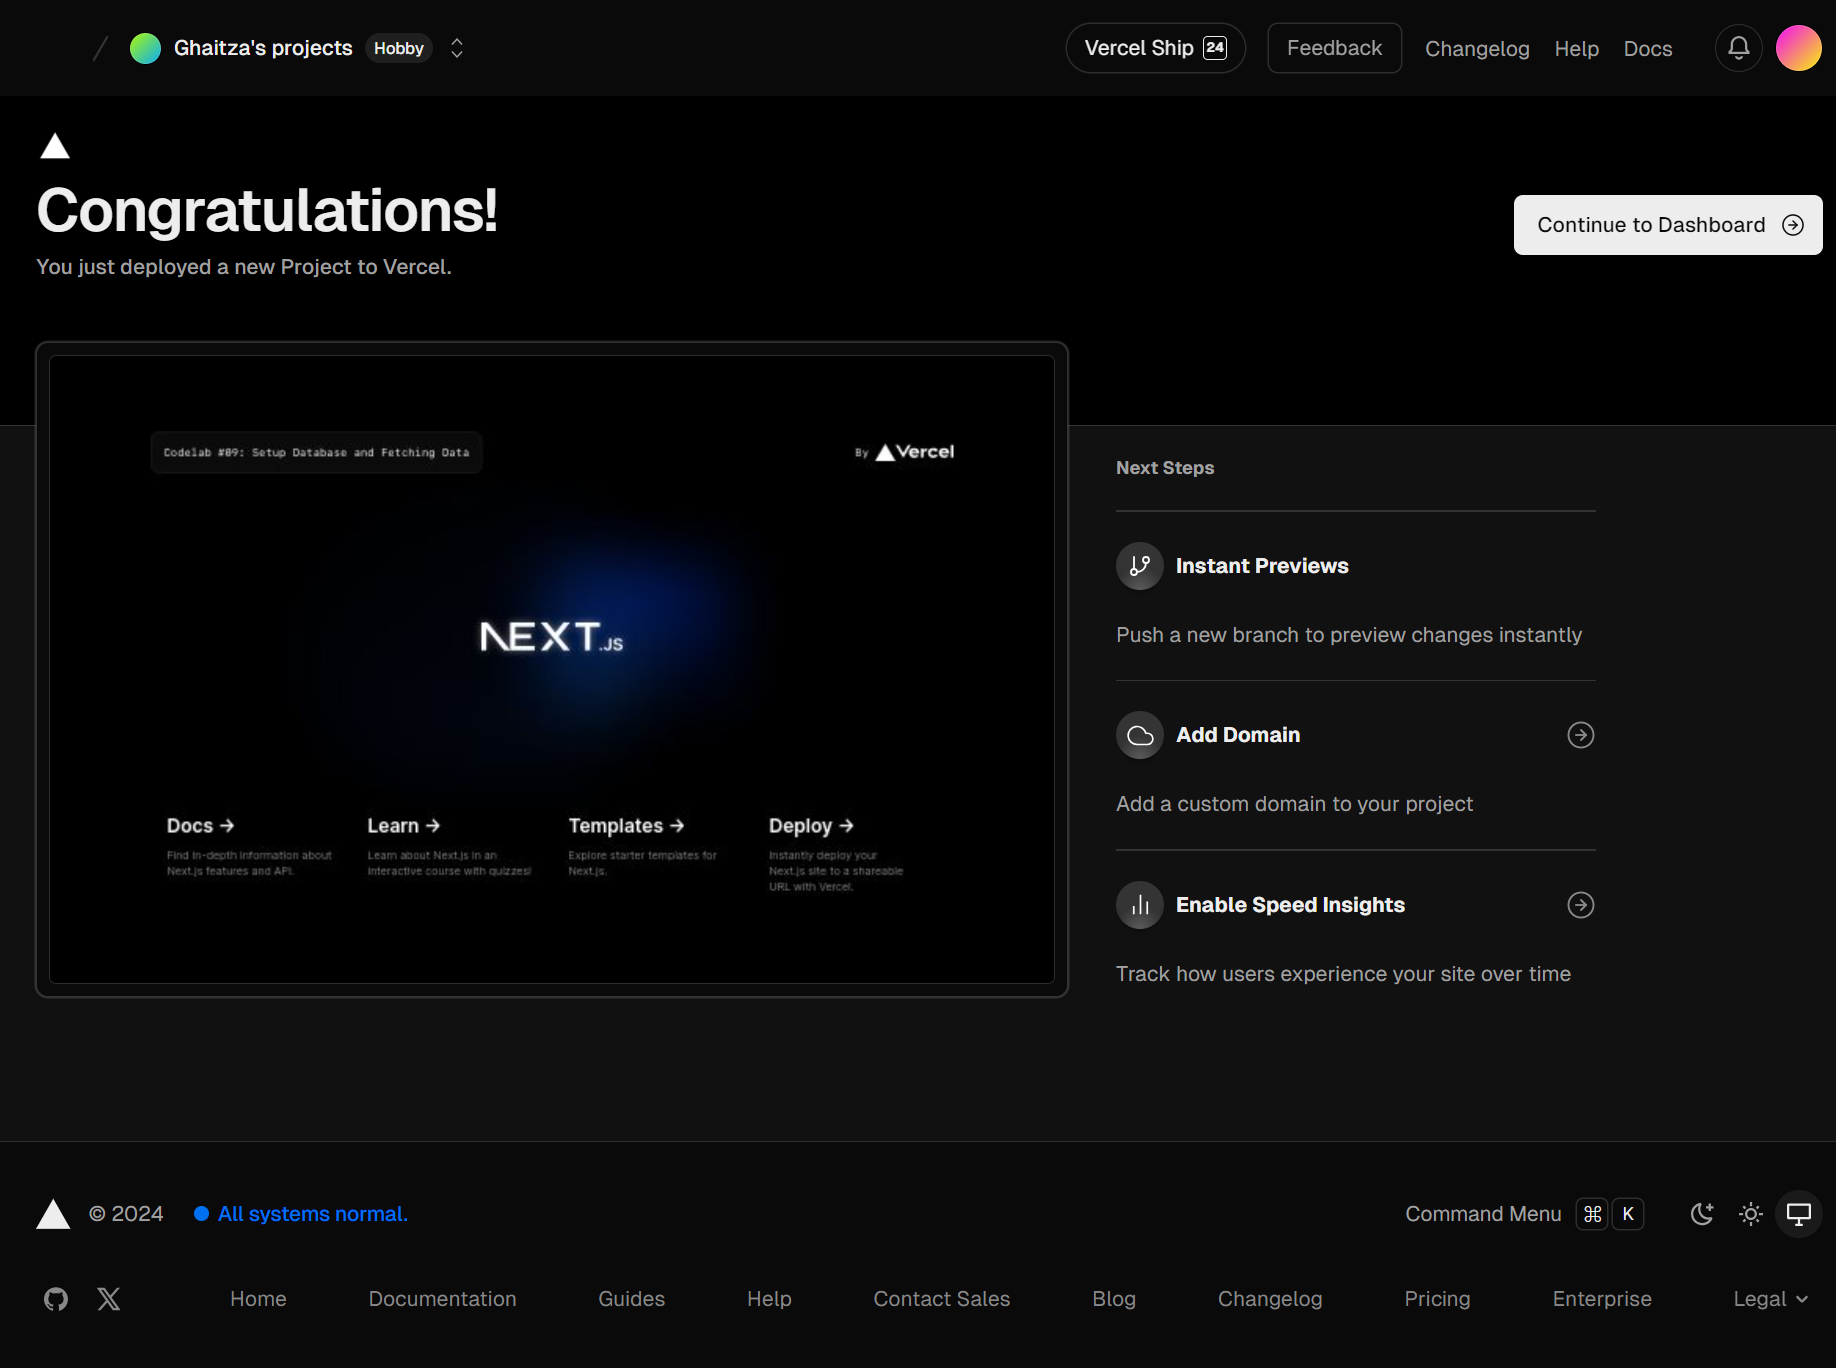 Ghaitza's projects Hobby
Vercel Ship 24 Feedback Changelog Help Docs
Congratulations!
You just deployed a new Project to Vercel.
Continue to Dashboard
Codelab #09: Setup Database and Fetching Data
By Vercel
NEXT.JS
Docs →
Find in-depth information about
Next.js features and API.
Learn →
Learn about Next.js in an
interactive course with quizzes!
Templates →
Explore starter templates for
Next.js.
Deploy →
Instantly deploy your
Next.js site to a shareable
URL with Vercel.
Next Steps
Instant Previews
Push a new branch to preview changes instantly
Add Domain
Add a custom domain to your project
Enable Speed Insights
Track how users experience your site over time
© 2024 All systems normal.
Command Menu ⌘ K
Home Documentation Guides Help Contact Sales Blog Changelog Pricing Enterprise Legal